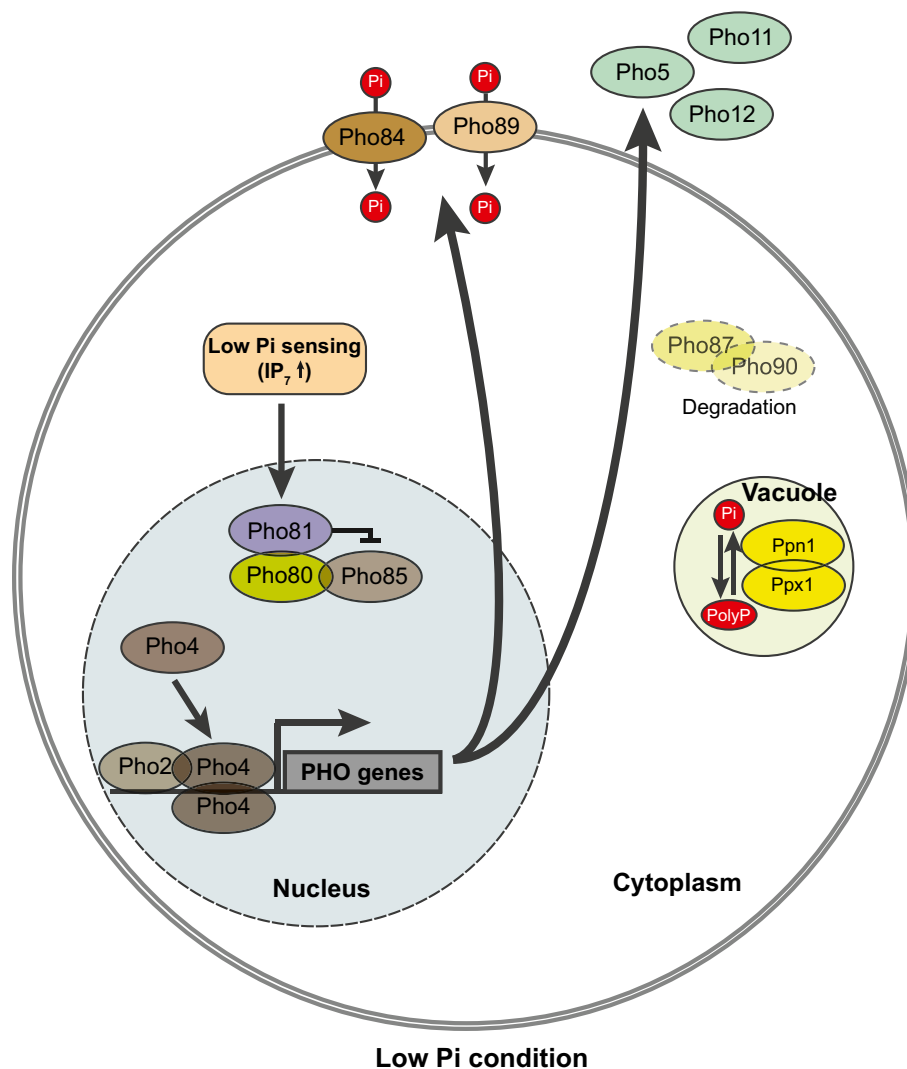 Pho11
Pho5
Pho12
Pi
Pi
Pho84
Pho89
Pi
Pi
Low Pi sensing
(IP₇ ⬆)
Pho87
Pho90
Degradation
Vacuole
Pi
Ppn1
Ppx1
PolyP
Pho81
Pho80
Pho85
Pho4
Pho2
Pho4
PHO genes
Pho4
Nucleus
Cytoplasm
Low Pi condition